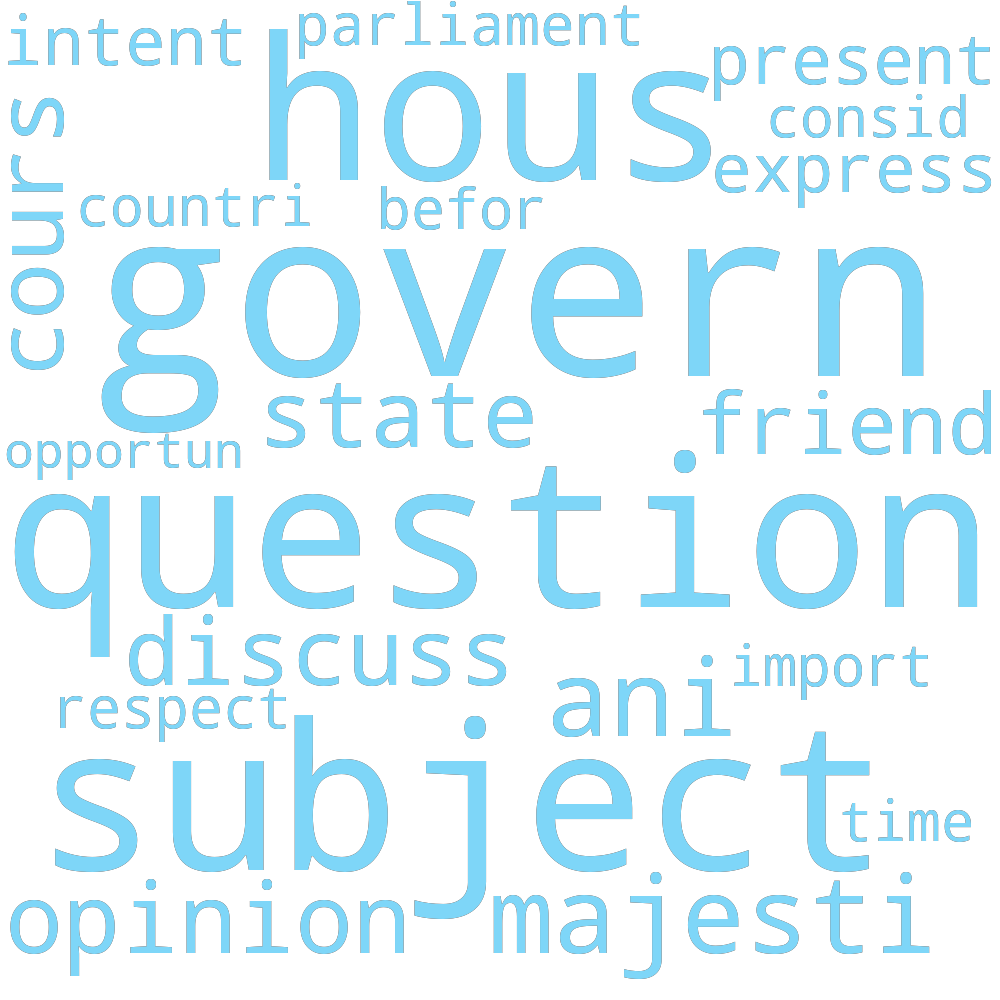 intent
parliament
hous
present
consid
express
cours
countri
befor
govern
state
friend
opportun
question
discuss
import
ani
respect
subject
time
opinion
majesti